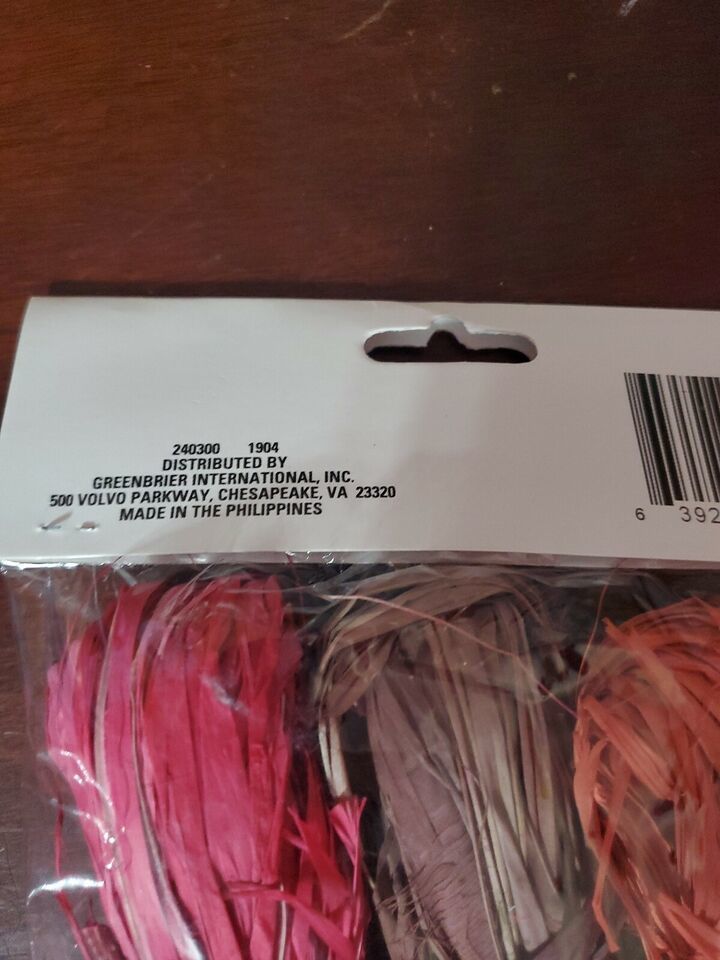 240300 1904
DISTRIBUTED BY
GREENBRIER INTERNATIONAL, INC.
500 VOLVO PARKWAY, CHESAPEAKE, VA 23320
MADE IN THE PHILIPPINES
6 392